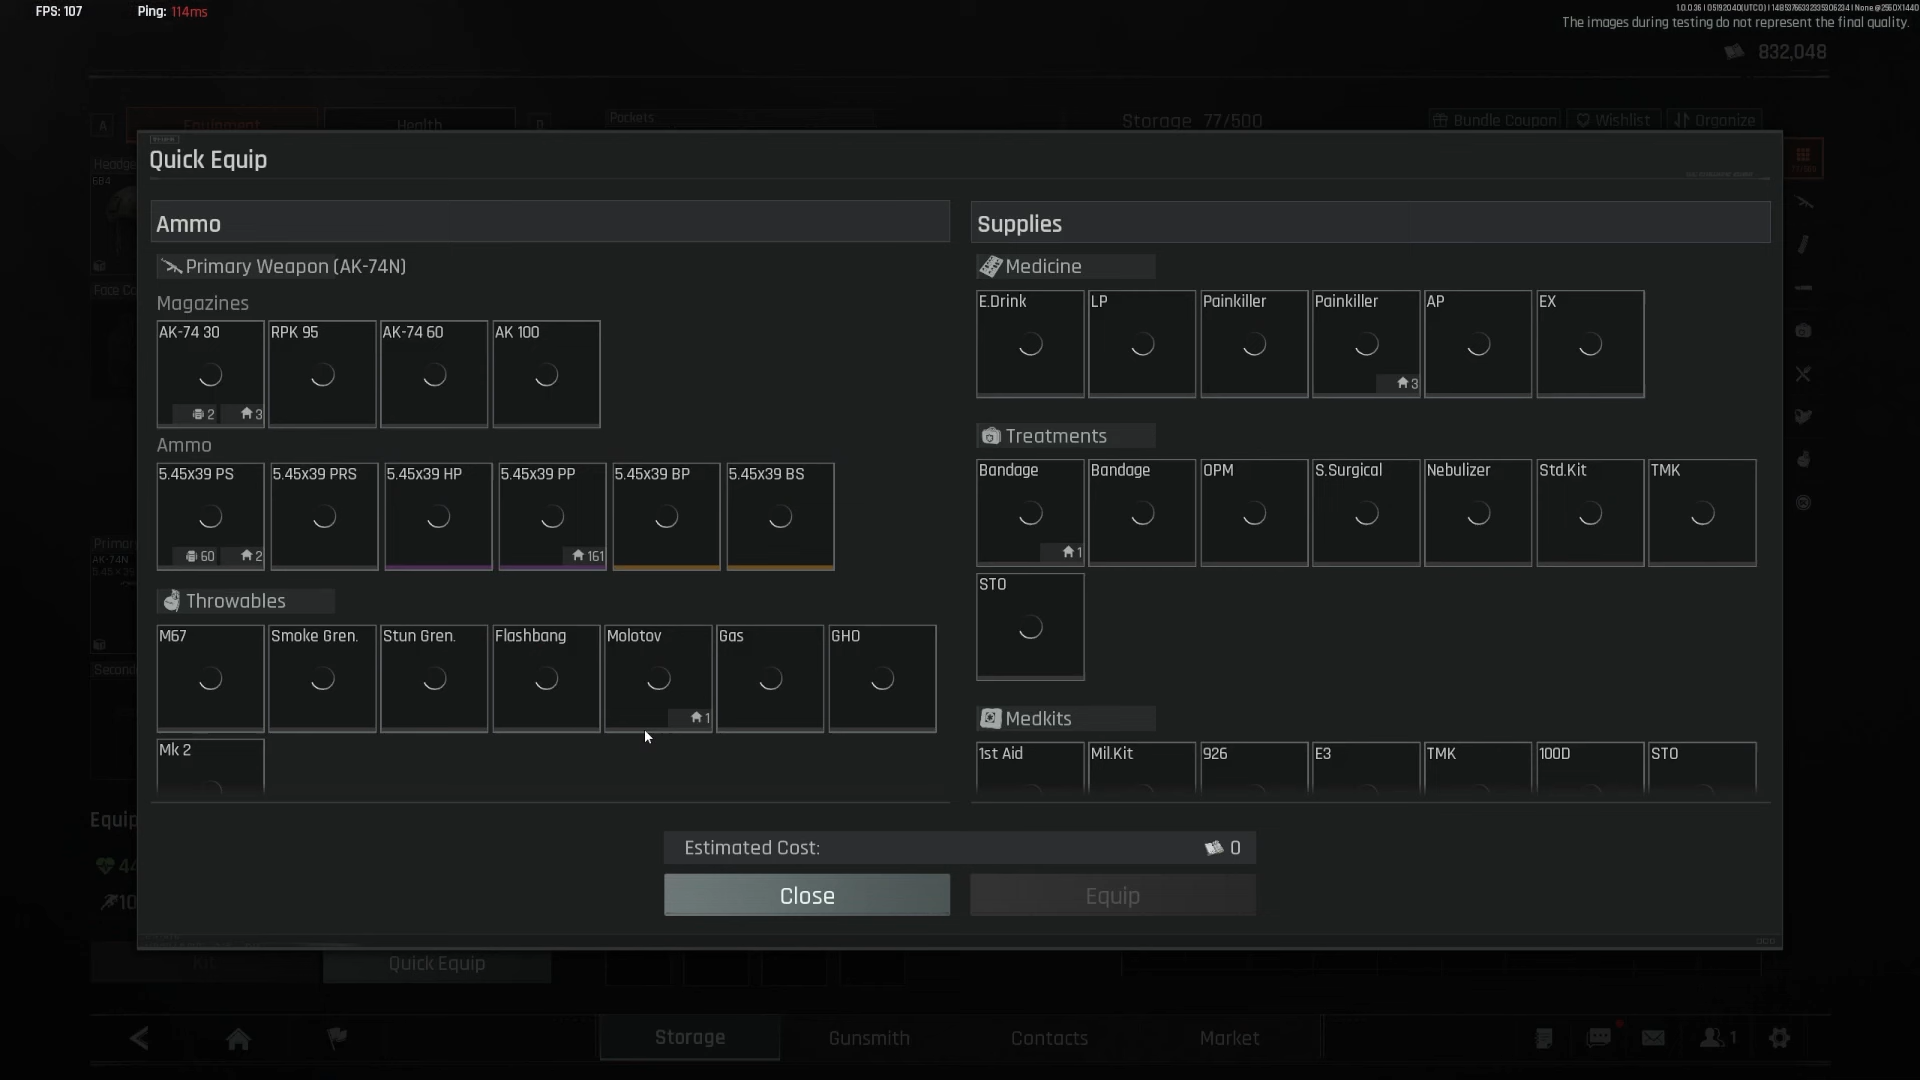 FPS: 107
Ping: 114ms
The images during testing do not represent the final quality.
832,048
A
Equipment
Health
D
Pockets
Storage 77/500
Bundle Coupon
Wishlist
Organize
Quick Equip
Ammo
Primary Weapon (AK-74N)
Magazines
AK-74 30
RPK 95
AK-74 60
AK 100
2
3
Ammo
5.45x39 PS
5.45x39 PRS
5.45x39 HP
5.45x39 PP
5.45x39 BP
5.45x39 BS
60
2
161
Throwables
M67
Smoke Gren.
Stun Gren.
Flashbang
Molotov
Gas
GHO
1
Mk 2
Supplies
Medicine
E.Drink
LP
Painkiller
Painkiller
AP
EX
3
Treatments
Bandage
Bandage
OPM
S.Surgical
Nebulizer
Std.Kit
TMK
1
STO
Medkits
1st Aid
Mil.Kit
926
E3
TMK
100D
STO
Estimated Cost:
0
Close
Equip
Kit
Quick Equip
Storage
Gunsmith
Contacts
Market
1